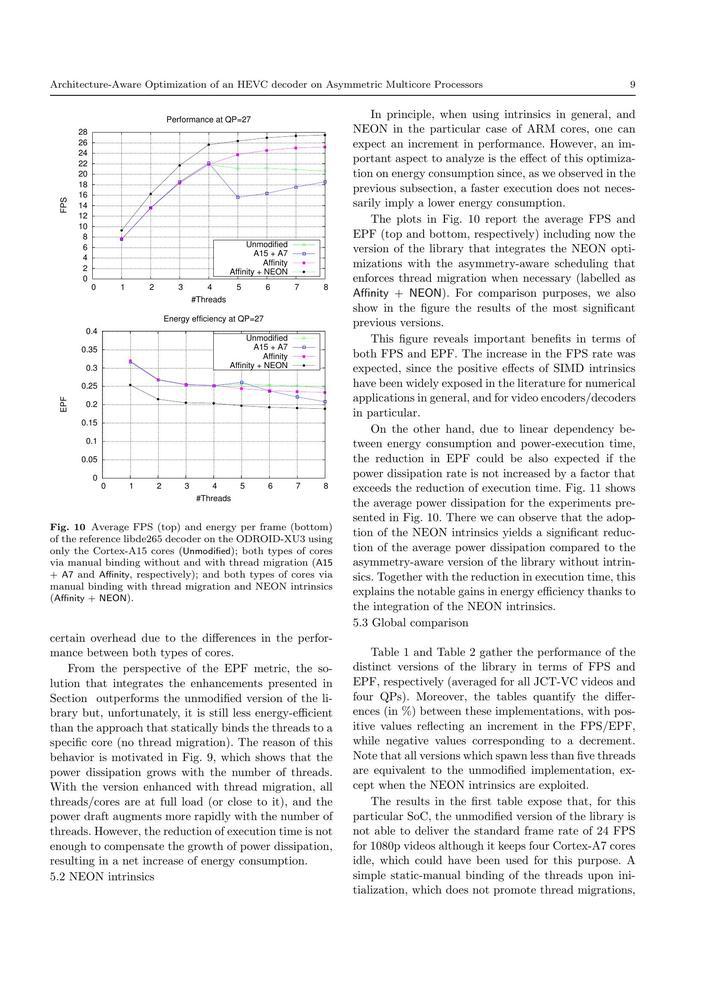 Architecture-Aware Optimization of an HEVC decoder on Asymmetric Multicore Processors 9
Performance at QP=27
28
26
24
22
20
18
16
14
12
10
8
6
4
2
0
FPS
Unmodified
A15 + A7
Affinity
Affinity + NEON
0 1 2 3 4 5 6 7 8
#Threads
Energy efficiency at QP=27
0.4
0.35
0.3
0.25
0.2
0.15
0.1
0.05
0
EPF
Unmodified
A15 + A7
Affinity
Affinity + NEON
0 1 2 3 4 5 6 7 8
#Threads
Fig. 10 Average FPS (top) and energy per frame (bottom)
of the reference libde265 decoder on the ODROID-XU3 using
only the Cortex-A15 cores (Unmodified); both types of cores
via manual binding without and with thread migration (A15
+ A7 and Affinity, respectively); and both types of cores via
manual binding with thread migration and NEON intrinsics
(Affinity + NEON).
certain overhead due to the differences in the perfor-
mance between both types of cores.
From the perspective of the EPF metric, the so-
lution that integrates the enhancements presented in
Section outperforms the unmodified version of the li-
brary but, unfortunately, it is still less energy-efficient
than the approach that statically binds the threads to a
specific core (no thread migration). The reason of this
behavior is motivated in Fig. 9, which shows that the
power dissipation grows with the number of threads.
With the version enhanced with thread migration, all
threads/cores are at full load (or close to it), and the
power draft augments more rapidly with the number of
threads. However, the reduction of execution time is not
enough to compensate the growth of power dissipation,
resulting in a net increase of energy consumption.
5.2 NEON intrinsics
In principle, when using intrinsics in general, and
NEON in the particular case of ARM cores, one can
expect an increment in performance. However, an im-
portant aspect to analyze is the effect of this optimiza-
tion on energy consumption since, as we observed in the
previous subsection, a faster execution does not neces-
sarily imply a lower energy consumption.
The plots in Fig. 10 report the average FPS and
EPF (top and bottom, respectively) including now the
version of the library that integrates the NEON opti-
mizations with the asymmetry-aware scheduling that
enforces thread migration when necessary (labelled as
Affinity + NEON). For comparison purposes, we also
show in the figure the results of the most significant
previous versions.
This figure reveals important benefits in terms of
both FPS and EPF. The increase in the FPS rate was
expected, since the positive effects of SIMD intrinsics
have been widely exposed in the literature for numerical
applications in general, and for video encoders/decoders
in particular.
On the other hand, due to linear dependency be-
tween energy consumption and power-execution time,
the reduction in EPF could be also expected if the
power dissipation rate is not increased by a factor that
exceeds the reduction of execution time. Fig. 11 shows
the average power dissipation for the experiments pre-
sented in Fig. 10. There we can observe that the adop-
tion of the NEON intrinsics yields a significant reduc-
tion of the average power dissipation compared to the
asymmetry-aware version of the library without intrin-
sics. Together with the reduction in execution time, this
explains the notable gains in energy efficiency thanks to
the integration of the NEON intrinsics.
5.3 Global comparison
Table 1 and Table 2 gather the performance of the
distinct versions of the library in terms of FPS and
EPF, respectively (averaged for all JCT-VC videos and
four QPs). Moreover, the tables quantify the differ-
ences (in %) between these implementations, with pos-
itive values reflecting an increment in the FPS/EPF,
while negative values corresponding to a decrement.
Note that all versions which spawn less than five threads
are equivalent to the unmodified implementation, ex-
cept when the NEON intrinsics are exploited.
The results in the first table expose that, for this
particular SoC, the unmodified version of the library is
not able to deliver the standard frame rate of 24 FPS
for 1080p videos although it keeps four Cortex-A7 cores
idle, which could have been used for this purpose. A
simple static-manual binding of the threads upon ini-
tialization, which does not promote thread migrations,